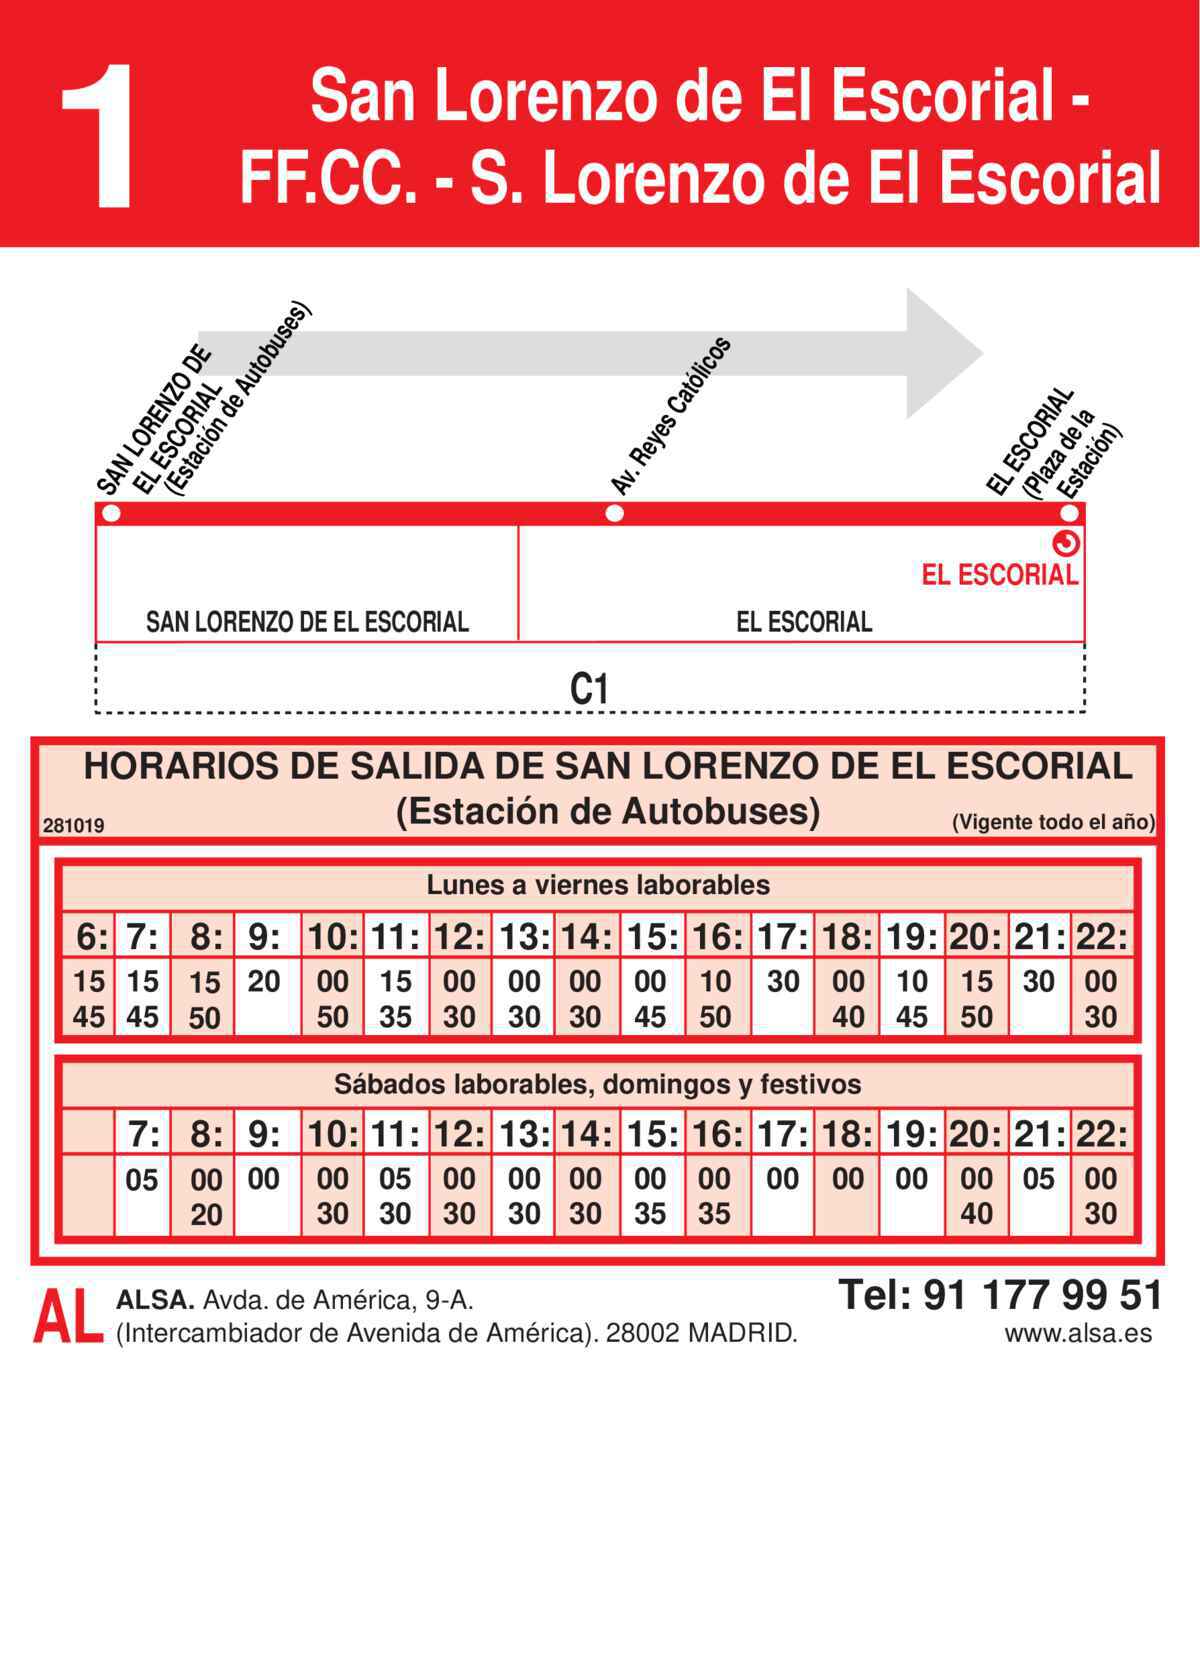 1
San Lorenzo de El Escorial -
FF.CC. - S. Lorenzo de El Escorial
SAN LORENZO DE
EL ESCORIAL
(Estación de Autobuses)
Av. Reyes Católicos
EL ESCORIAL
(Plaza de la
Estación)
EL ESCORIAL
SAN LORENZO DE EL ESCORIAL
EL ESCORIAL
C1
HORARIOS DE SALIDA DE SAN LORENZO DE EL ESCORIAL
(Estación de Autobuses)
281019
(Vigente todo el año)
Lunes a viernes laborables
6: 7: 8: 9: 10: 11: 12: 13: 14: 15: 16: 17: 18: 19: 20: 21: 22:
15 15 15 20 00 15 00 00 00 00 10 30 00 10 15 30 00
45 45 50 50 35 30 30 30 45 50 40 45 50 30
Sábados laborables, domingos y festivos
7: 8: 9: 10: 11: 12: 13: 14: 15: 16: 17: 18: 19: 20: 21: 22:
05 00 00 00 05 00 00 00 00 00 00 00 00 00 05 00
20 30 30 30 30 30 35 35 40 30
AL
ALSA. Avda. de América, 9-A.
(Intercambiador de Avenida de América). 28002 MADRID.
Tel: 91 177 99 51
www.alsa.es